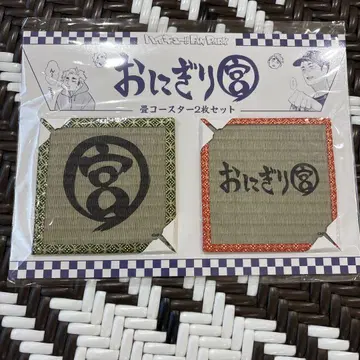 おにぎり宮
畳コースター2枚セット
宮
おにぎり宮